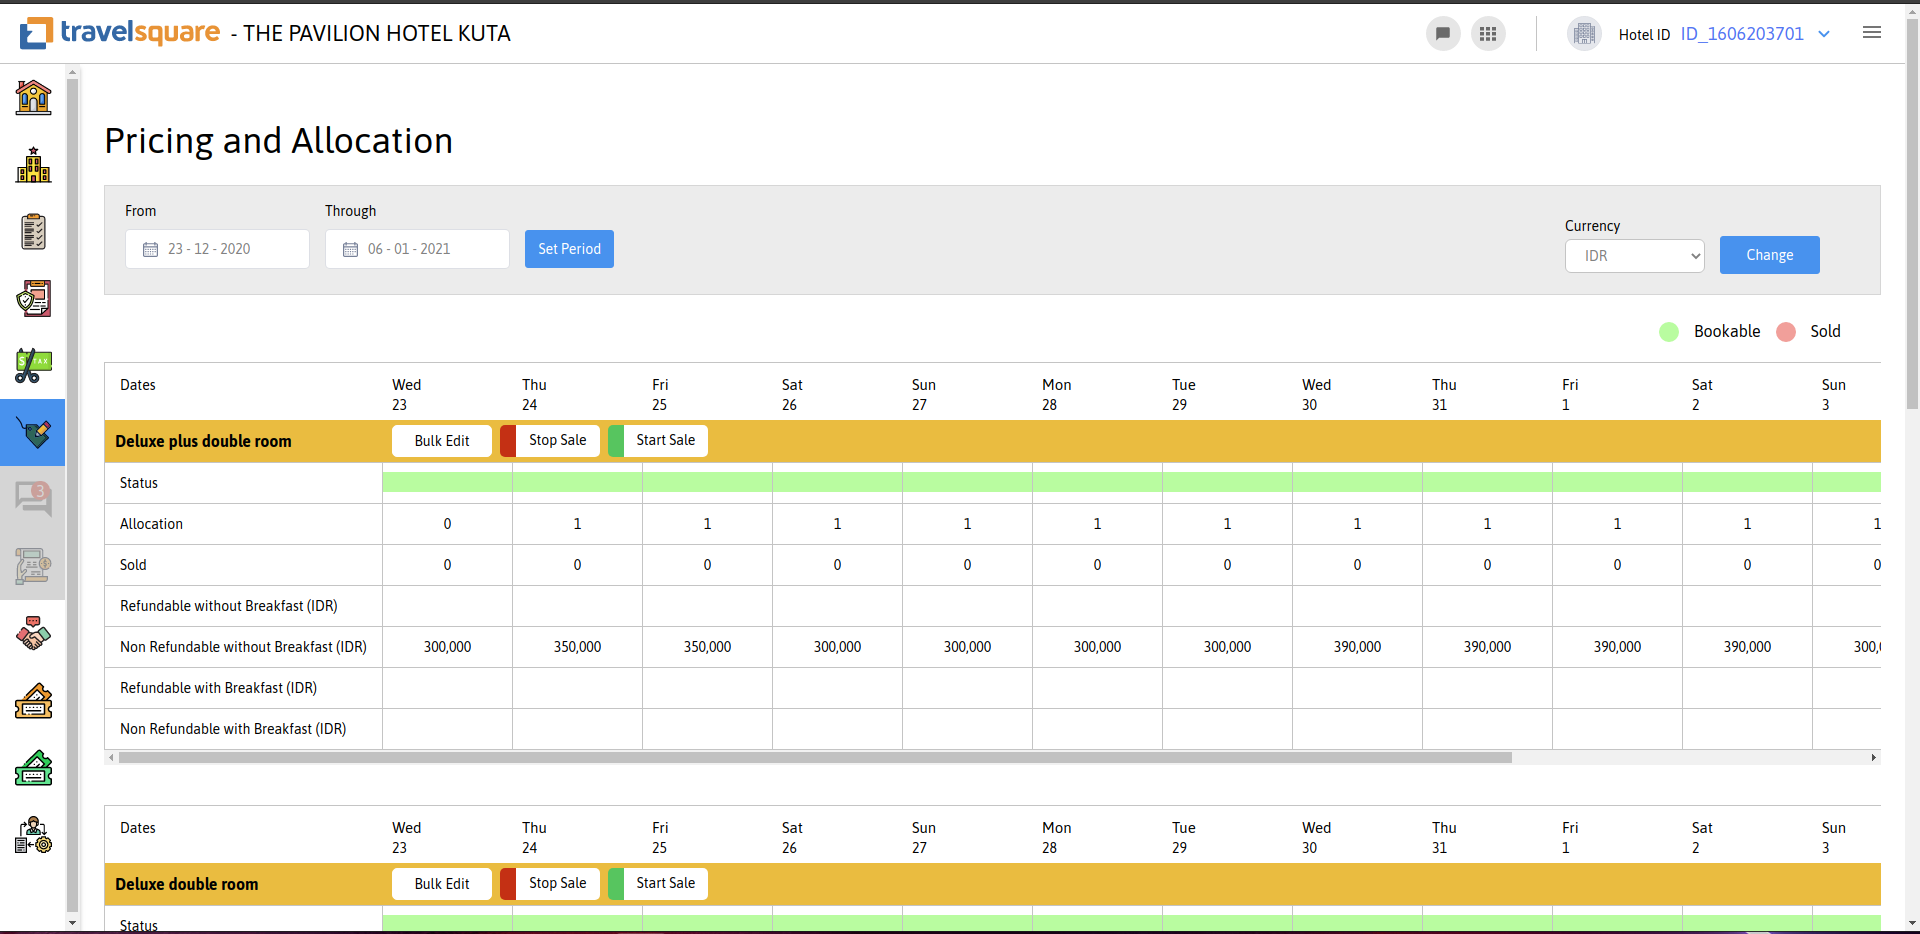 travelsquare - THE PAVILION HOTEL KUTA
Hotel ID ID_1606203701
Pricing and Allocation
From Through
23 - 12 - 2020 06 - 01 - 2021 Set Period
Currency
IDR Change
Bookable Sold
Dates Wed Thu Fri Sat Sun Mon Tue Wed Thu Fri Sat Sun
23 24 25 26 27 28 29 30 31 1 2 3
Deluxe plus double room Bulk Edit Stop Sale Start Sale
Status
Allocation 0 1 1 1 1 1 1 1 1 1 1 1
Sold 0 0 0 0 0 0 0 0 0 0 0 0
Refundable without Breakfast (IDR)
Non Refundable without Breakfast (IDR) 300,000 350,000 350,000 300,000 300,000 300,000 300,000 390,000 390,000 390,000 390,000 300,
Refundable with Breakfast (IDR)
Non Refundable with Breakfast (IDR)
Dates Wed Thu Fri Sat Sun Mon Tue Wed Thu Fri Sat Sun
23 24 25 26 27 28 29 30 31 1 2 3
Deluxe double room Bulk Edit Stop Sale Start Sale
Status
3
S TAX